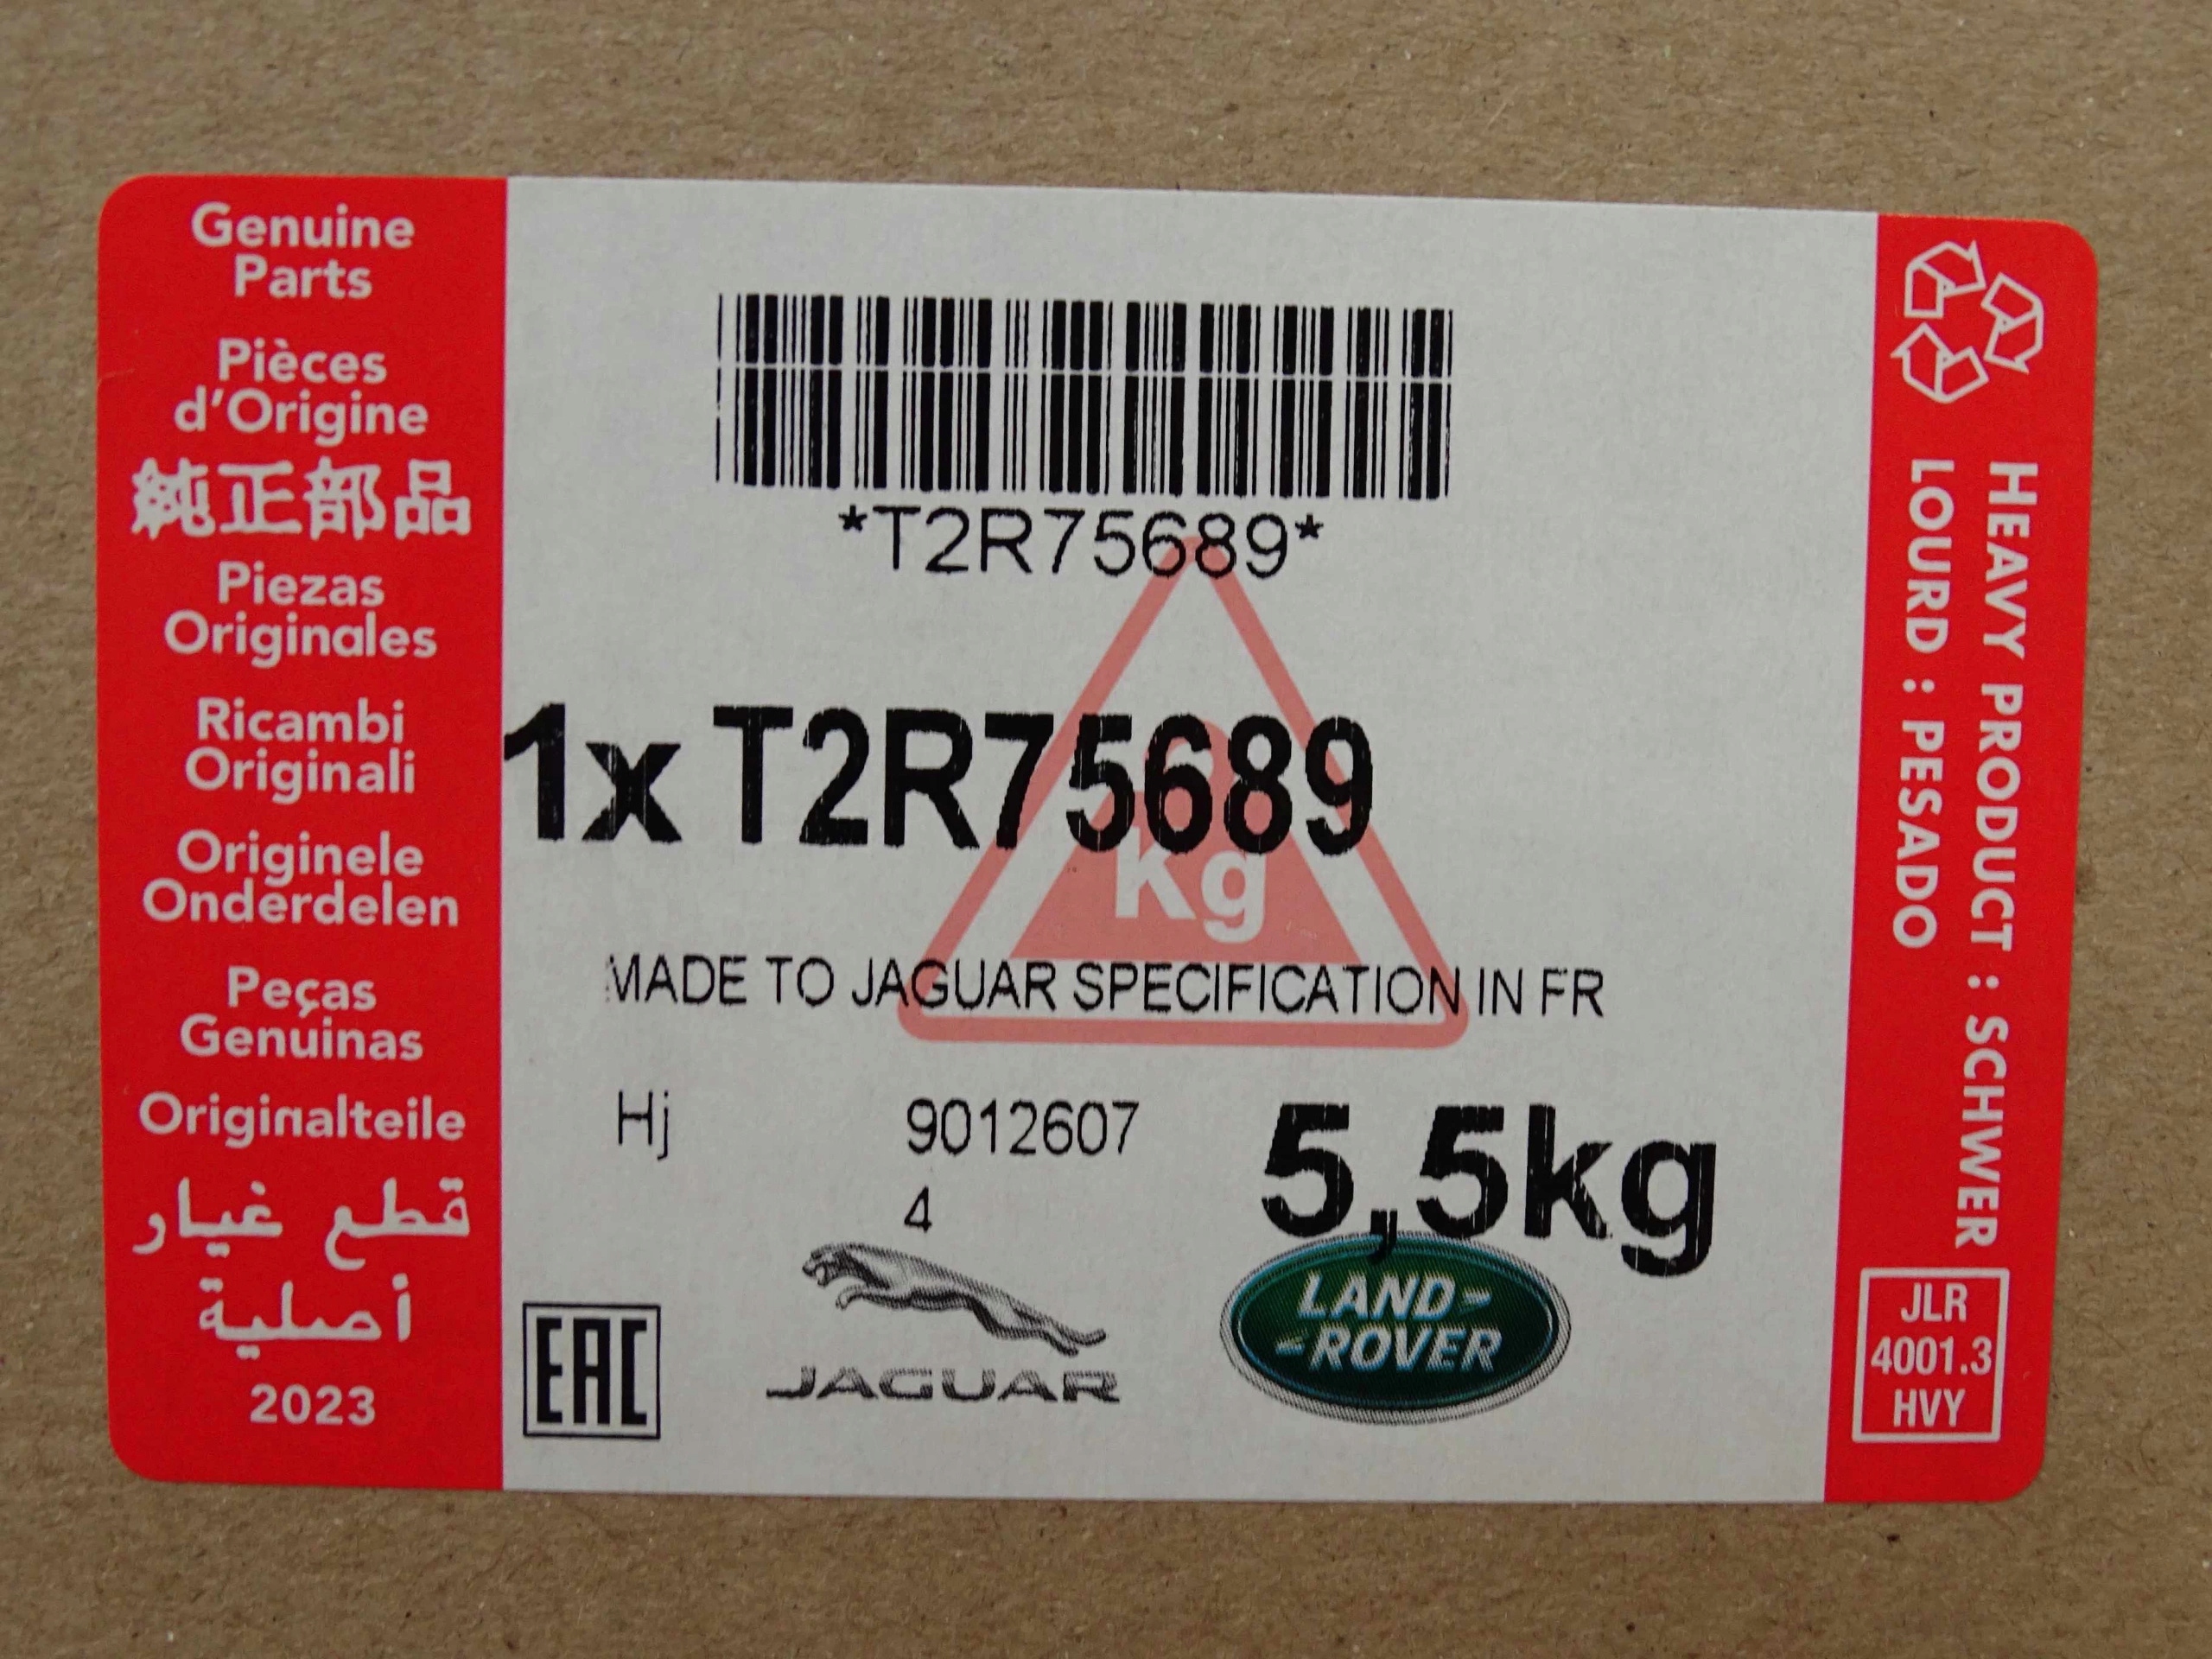 Genuine
Parts
Pièces
d'Origine
純正部品
Piezas
Originales
Ricambi
Originali
Originele
Onderdelen
Peças
Genuinas
Originalteile
قطع غيار
أصلية
2023
*T2R75689*
1x T2R75689
Kg
MADE TO JAGUAR SPECIFICATION IN FR
Hj 9012607
4
5,5kg
EAC
JAGUAR
LAND-
-ROVER
HEAVY PRODUCT : SCHWER
LOURD : PESADO
JLR
4001.3
HVY